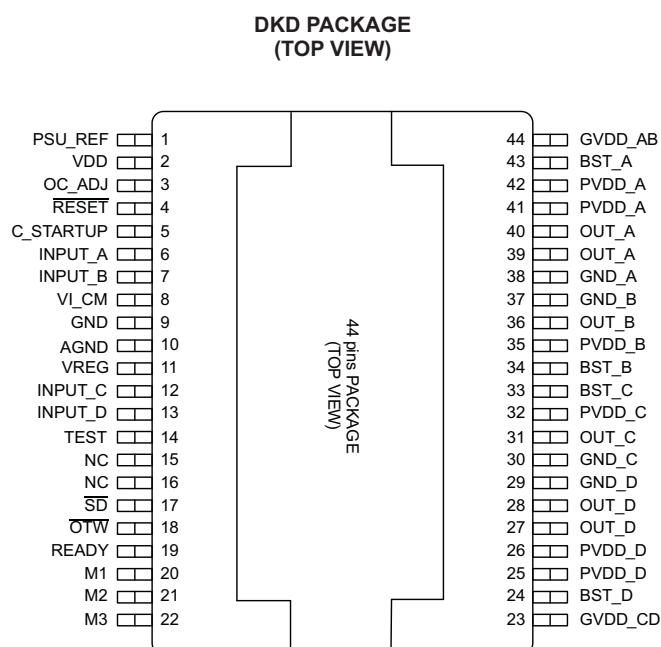 DKD PACKAGE
(TOP VIEW)
PSU_REF 1 44 GVDD_AB
VDD 2 43 BST_A
OC_ADJ 3 42 PVDD_A
RESET 4 41 PVDD_A
C_STARTUP 5 40 OUT_A
INPUT_A 6 39 OUT_A
INPUT_B 7 38 GND_A
VI_CM 8 37 GND_B
GND 9 36 OUT_B
AGND 10 35 PVDD_B
VREG 11 34 BST_B
INPUT_C 12 33 BST_C
INPUT_D 13 32 PVDD_C
TEST 14 31 OUT_C
NC 15 30 GND_C
NC 16 29 GND_D
SD 17 28 OUT_D
OTW 18 27 OUT_D
READY 19 26 PVDD_D
M1 20 25 PVDD_D
M2 21 24 BST_D
M3 22 23 GVDD_CD
44 pins PACKAGE
(TOP VIEW)